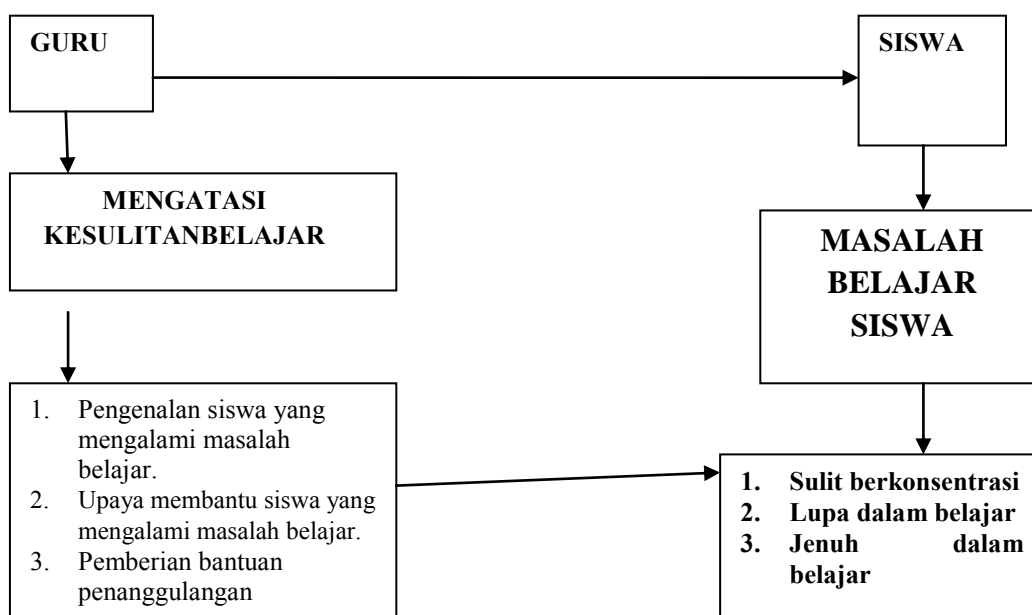 GURU
SISWA
MENGATASI
KESULITANBELAJAR
MASALAH
BELAJAR
SISWA
1. Pengenalan siswa yang
mengalami masalah
belajar.
2. Upaya membantu siswa yang
mengalami masalah belajar.
3. Pemberian bantuan
penanggulangan
1. Sulit berkonsentrasi
2. Lupa dalam belajar
3. Jenuh dalam
belajar